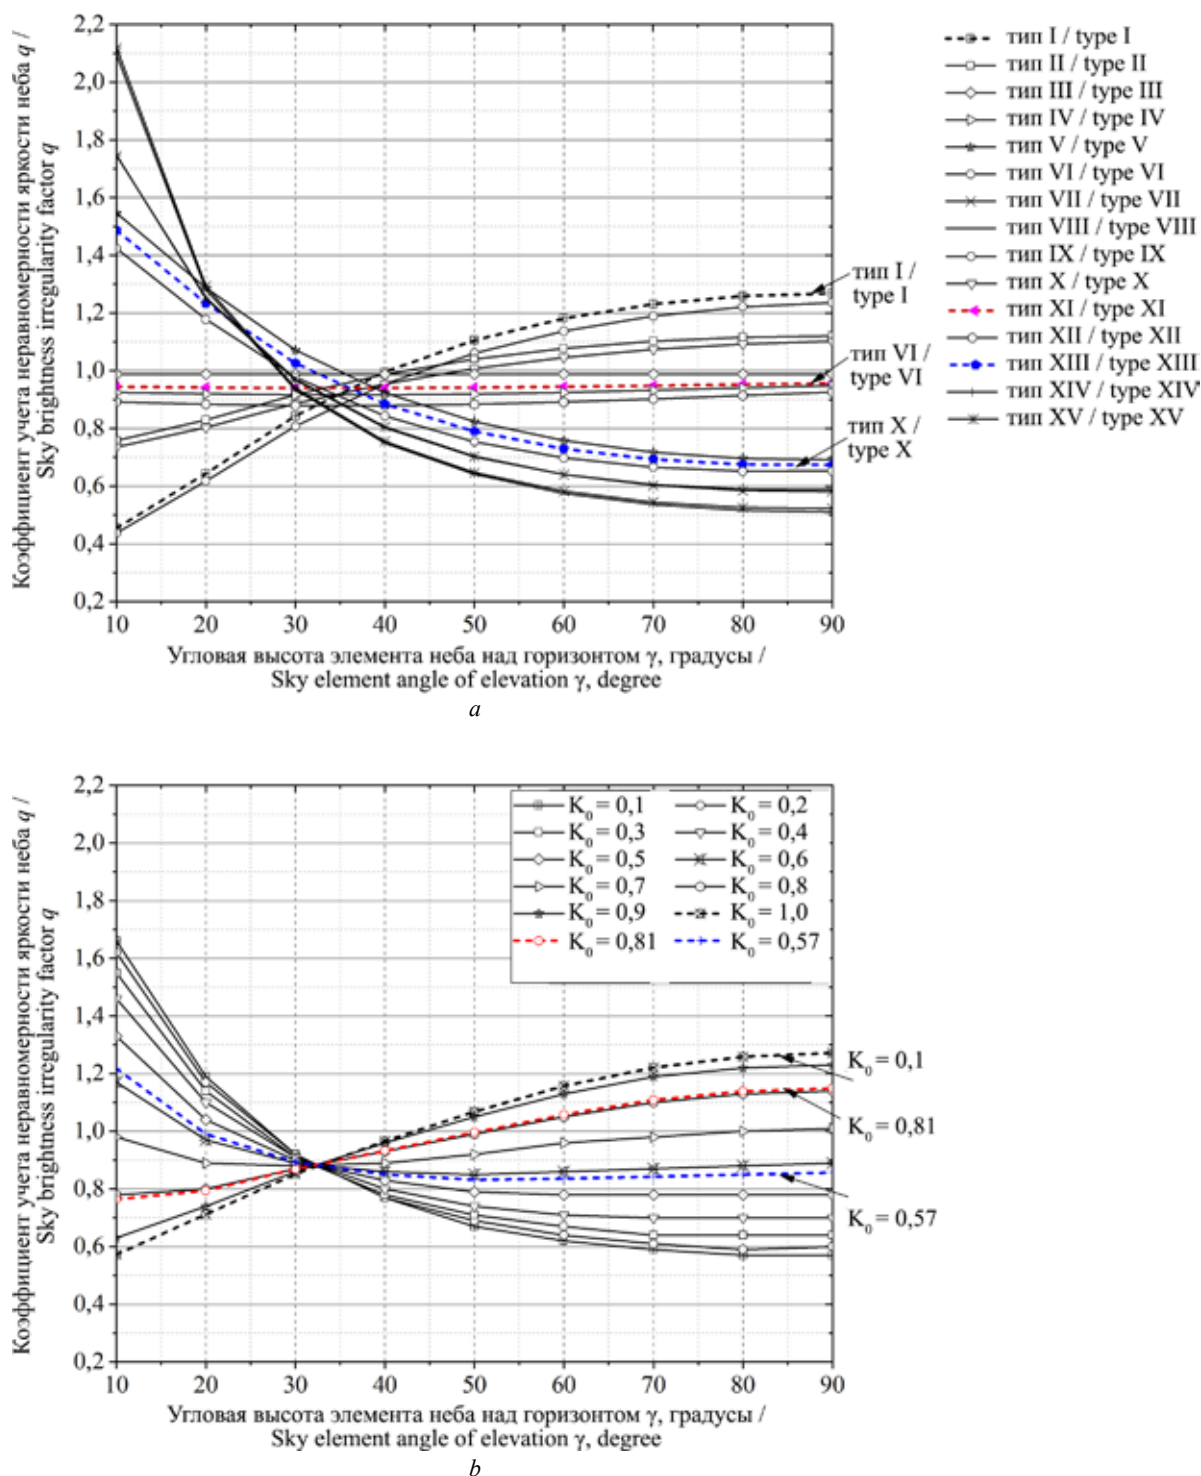 Коэффициент учета неравномерности яркости неба q /
Sky brightness irregularity factor q
2,2
2,0
1,8
1,6
1,4
1,2
1,0
0,8
0,6
0,4
0,2
10 20 30 40 50 60 70 80 90
Угловая высота элемента неба над горизонтом γ, градусы /
Sky element angle of elevation γ, degree
тип I /
type I
тип VI /
type VI
тип X /
type X
тип I / type I
тип II / type II
тип III / type III
тип IV / type IV
тип V / type V
тип VI / type VI
тип VII / type VII
тип VIII / type VIII
тип IX / type IX
тип X / type X
тип XI / type XI
тип XII / type XII
тип XIII / type XIII
тип XIV / type XIV
тип XV / type XV
a
Коэффициент учета неравномерности яркости неба q /
Sky brightness irregularity factor q
2,2
2,0
1,8
1,6
1,4
1,2
1,0
0,8
0,6
0,4
0,2
K₀ = 0,1 K₀ = 0,2
K₀ = 0,3 K₀ = 0,4
K₀ = 0,5 K₀ = 0,6
K₀ = 0,7 K₀ = 0,8
K₀ = 0,9 K₀ = 1,0
K₀ = 0,81 K₀ = 0,57
K₀ = 0,1
K₀ = 0,81
K₀ = 0,57
10 20 30 40 50 60 70 80 90
Угловая высота элемента неба над горизонтом γ, градусы /
Sky element angle of elevation γ, degree
b